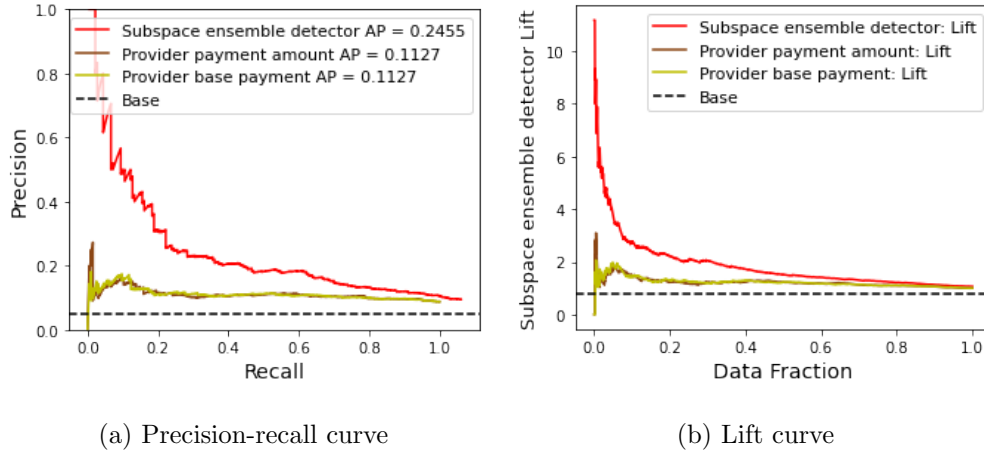 Subspace ensemble detector AP = 0.2455
Provider payment amount AP = 0.1127
Provider base payment AP = 0.1127
Base
Precision
1.0
0.8
0.6
0.4
0.2
0.0
0.0 0.2 0.4 0.6 0.8 1.0
Recall
(a) Precision-recall curve
Subspace ensemble detector: Lift
Provider payment amount: Lift
Provider base payment: Lift
Base
Subspace ensemble detector Lift
10
8
6
4
2
0
0.0 0.2 0.4 0.6 0.8 1.0
Data Fraction
(b) Lift curve